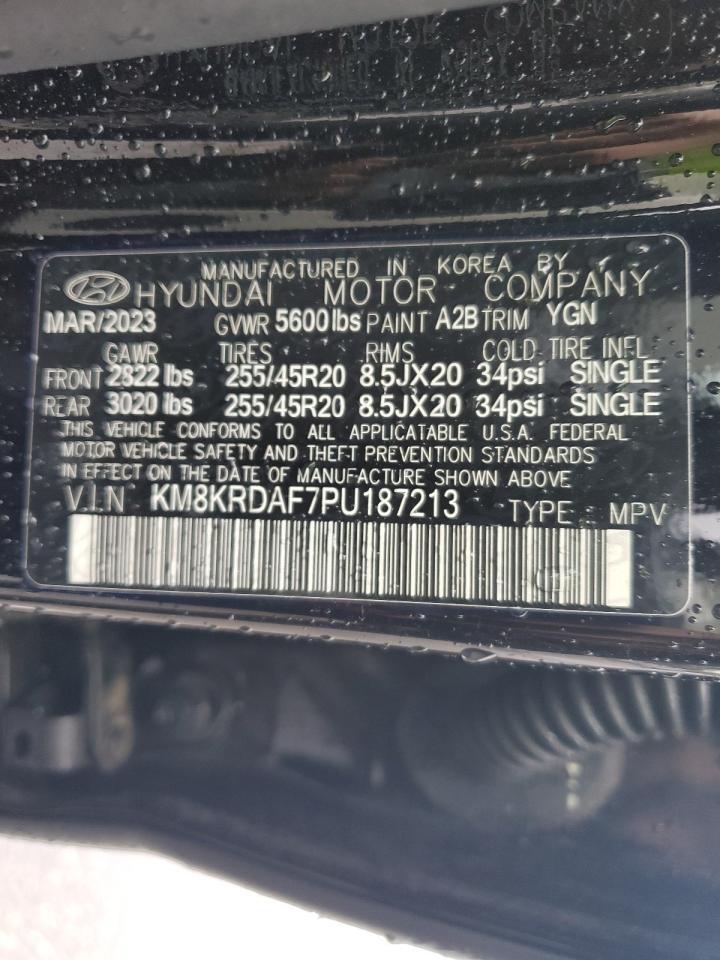 MANUFACTURED IN KOREA BY
HYUNDAI MOTOR COMPANY
MAR/2023 GVWR 5600 lbs PAINT A2B TRIM YGN
GAWR TIRES RIMS COLD TIRE INFL
FRONT 2822 lbs 255/45R20 8.5JX20 34psi SINGLE
REAR 3020 lbs 255/45R20 8.5JX20 34psi SINGLE
THIS VEHICLE CONFORMS TO ALL APPLICATABLE U.S.A. FEDERAL
MOTOR VEHICLE SAFETY AND THEFT PREVENTION STANDARDS
IN EFFECT ON THE DATE OF MANUFACTURE SHOWN ABOVE
V.I.N KM8KRDAF7PU187213 TYPE MPV